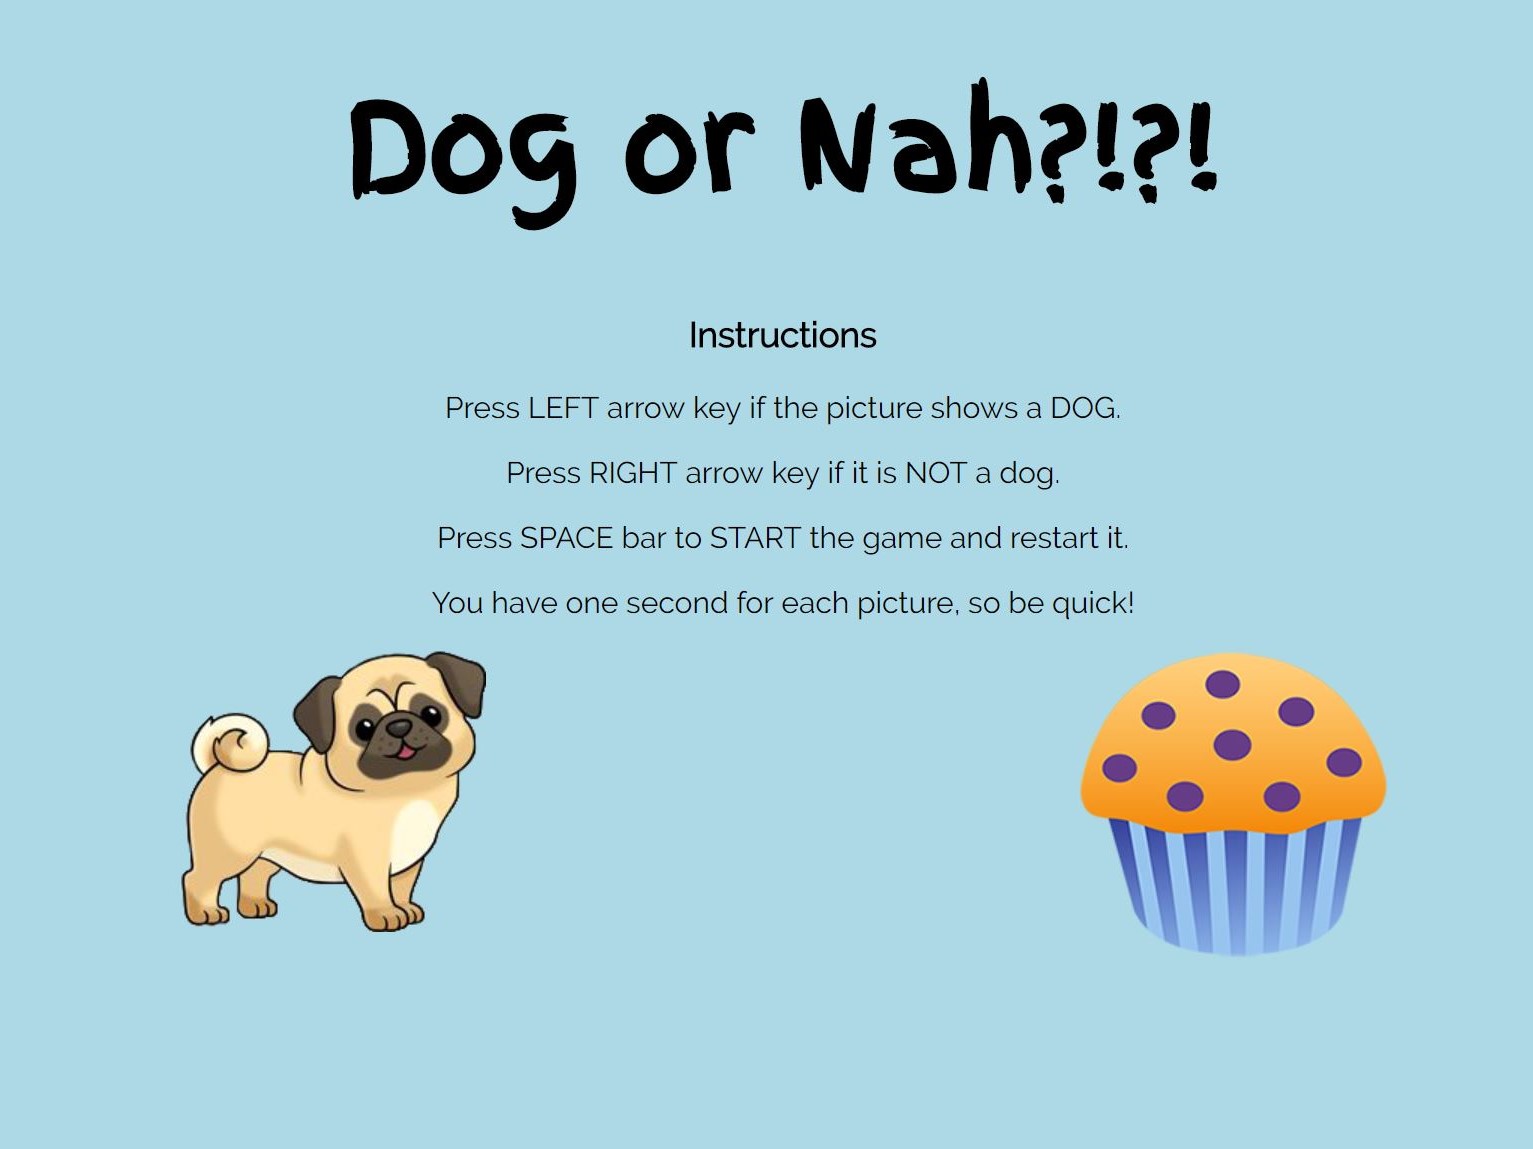 Dog or Nah?!?!
Instructions
Press LEFT arrow key if the picture shows a DOG.
Press RIGHT arrow key if it is NOT a dog.
Press SPACE bar to START the game and restart it.
You have one second for each picture, so be quick!